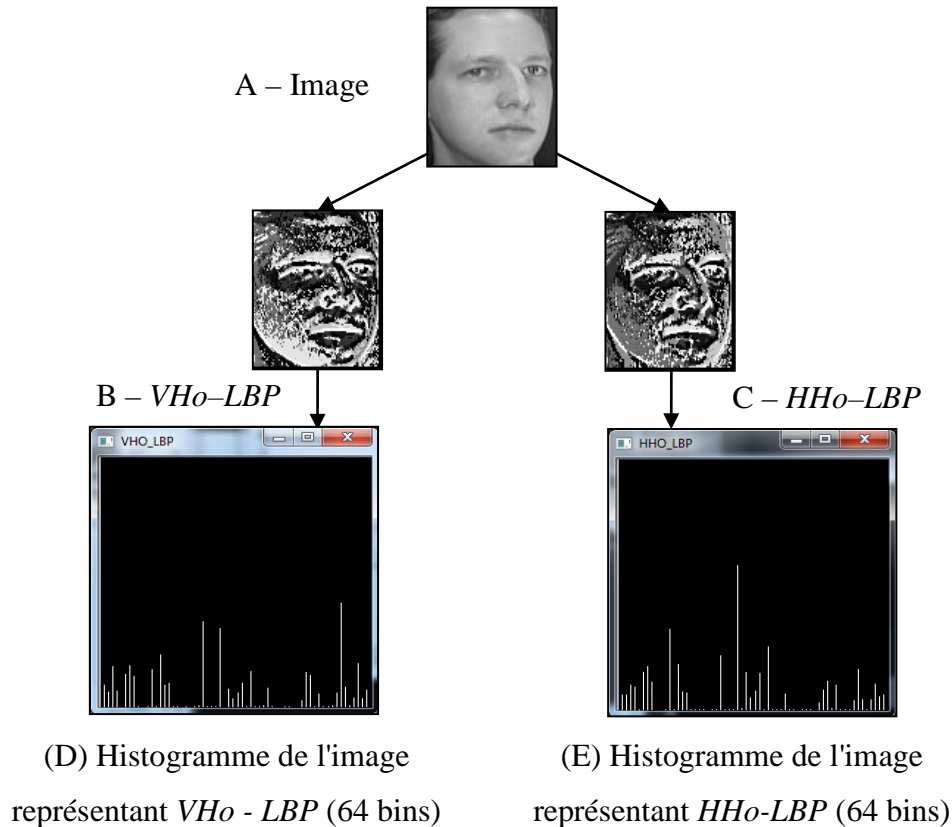 A – Image
B – VHo–LBP
C – HHo–LBP
VHO_LBP
HHO_LBP
(D) Histogramme de l'image
représentant VHo - LBP (64 bins)
(E) Histogramme de l'image
représentant HHo-LBP (64 bins)